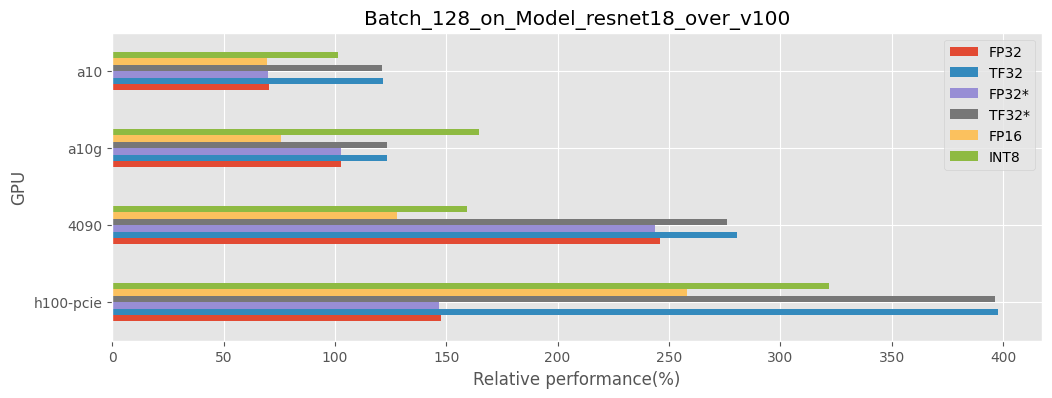 Batch_128_on_Model_resnet18_over_v100
FP32
TF32
FP32*
TF32*
FP16
INT8
GPU
a10
a10g
4090
h100-pcie
0 50 100 150 200 250 300 350 400
Relative performance(%)